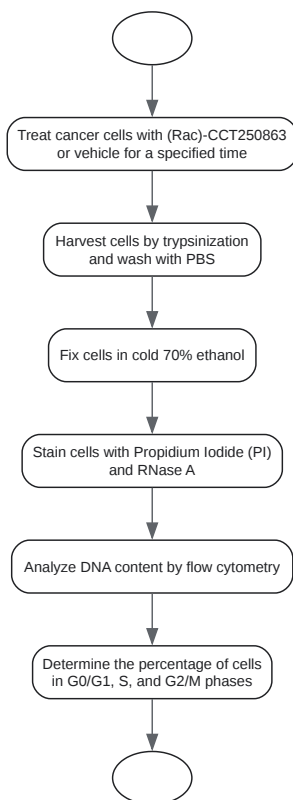 Treat cancer cells with (Rac)-CCT250863
or vehicle for a specified time
Harvest cells by trypsinization
and wash with PBS
Fix cells in cold 70% ethanol
Stain cells with Propidium Iodide (PI)
and RNase A
Analyze DNA content by flow cytometry
Determine the percentage of cells
in G0/G1, S, and G2/M phases